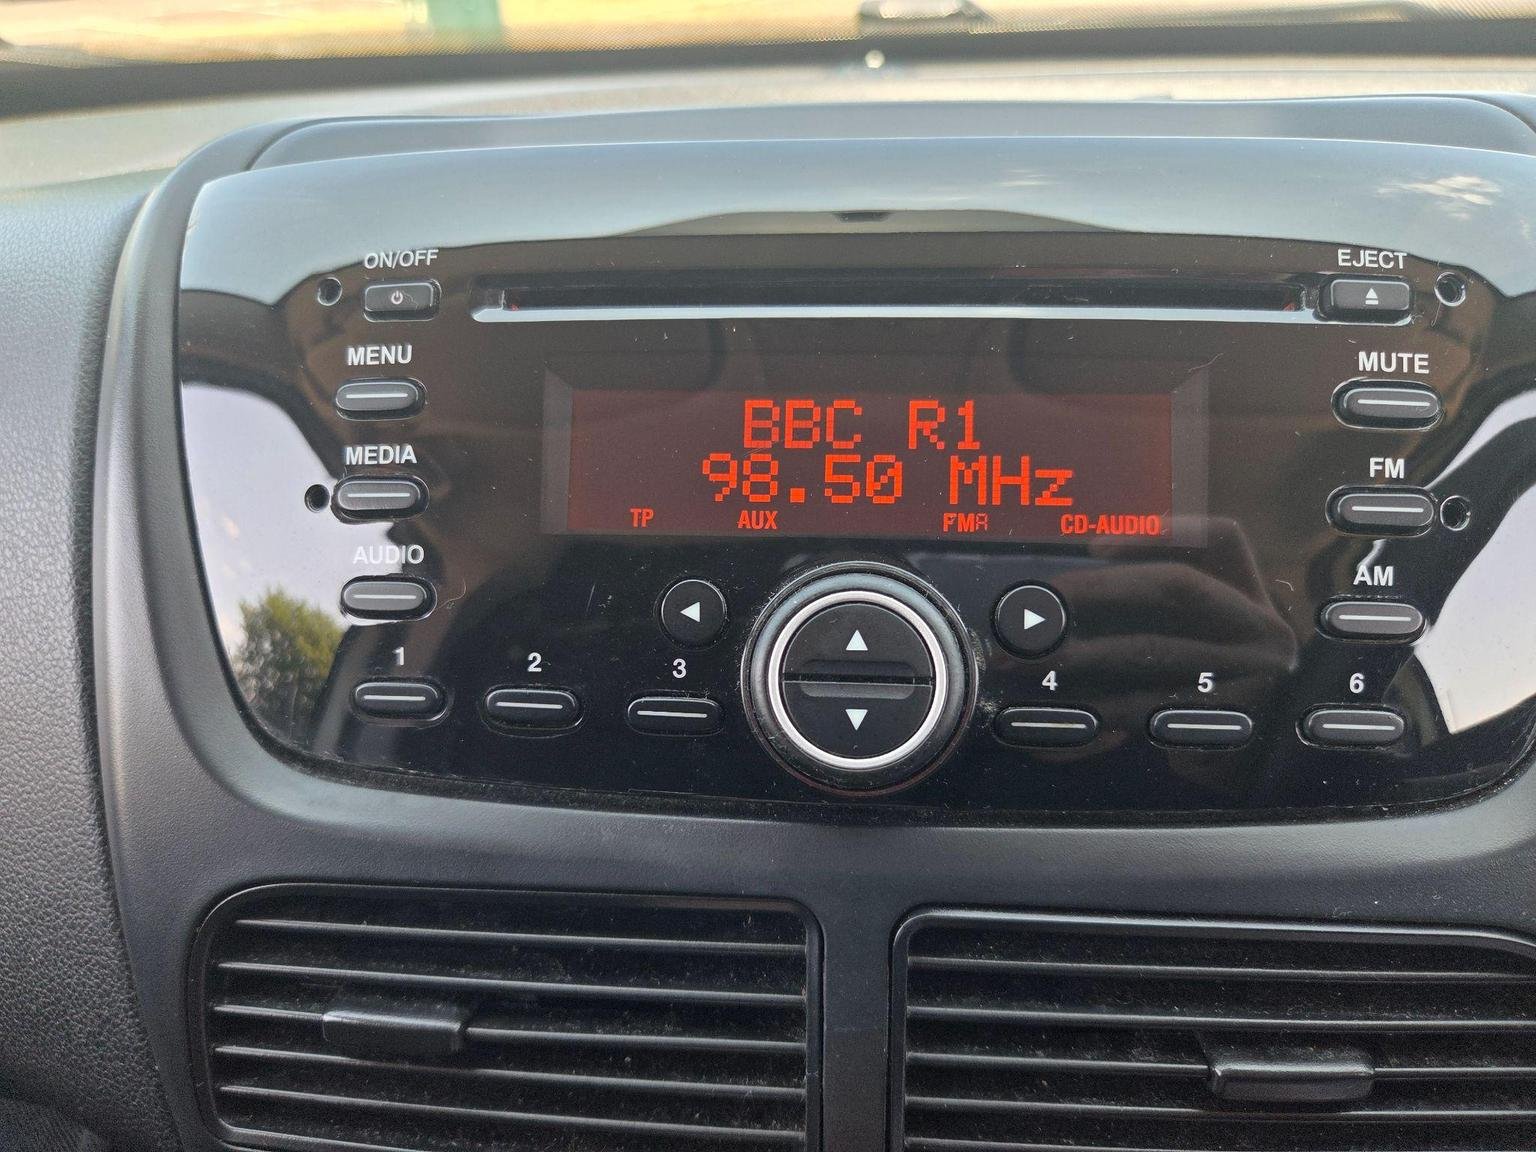 ON/OFF
EJECT
MENU
MUTE
BBC R1
MEDIA
98.50 MHz
FM
TP AUX FMA CD-AUDIO
AUDIO
AM
1 2 3 4 5 6